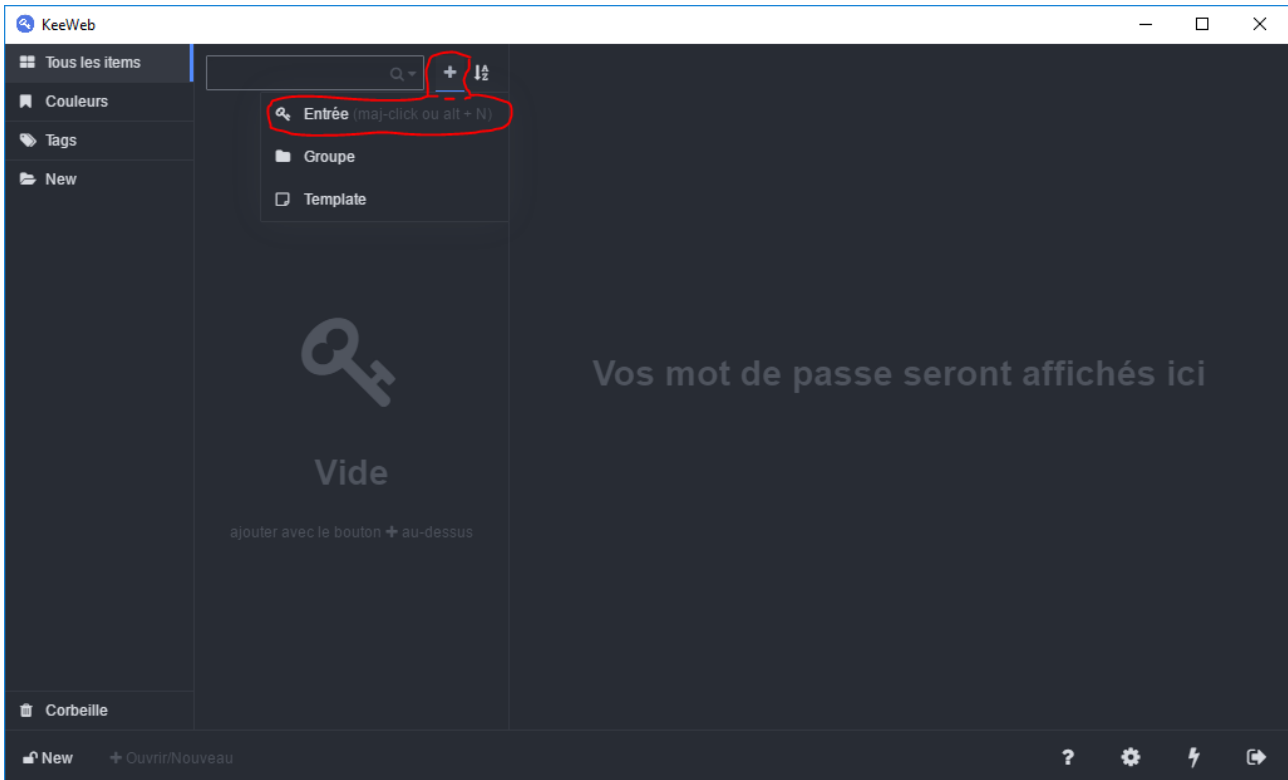 KeeWeb
Tous les items
Couleurs
Tags
New
Entrée (maj-click ou alt + N)
Groupe
Template
Vide
ajouter avec le bouton + au-dessus
Vos mot de passe seront affichés ici
Corbeille
New
+ Ouvrir/Nouveau